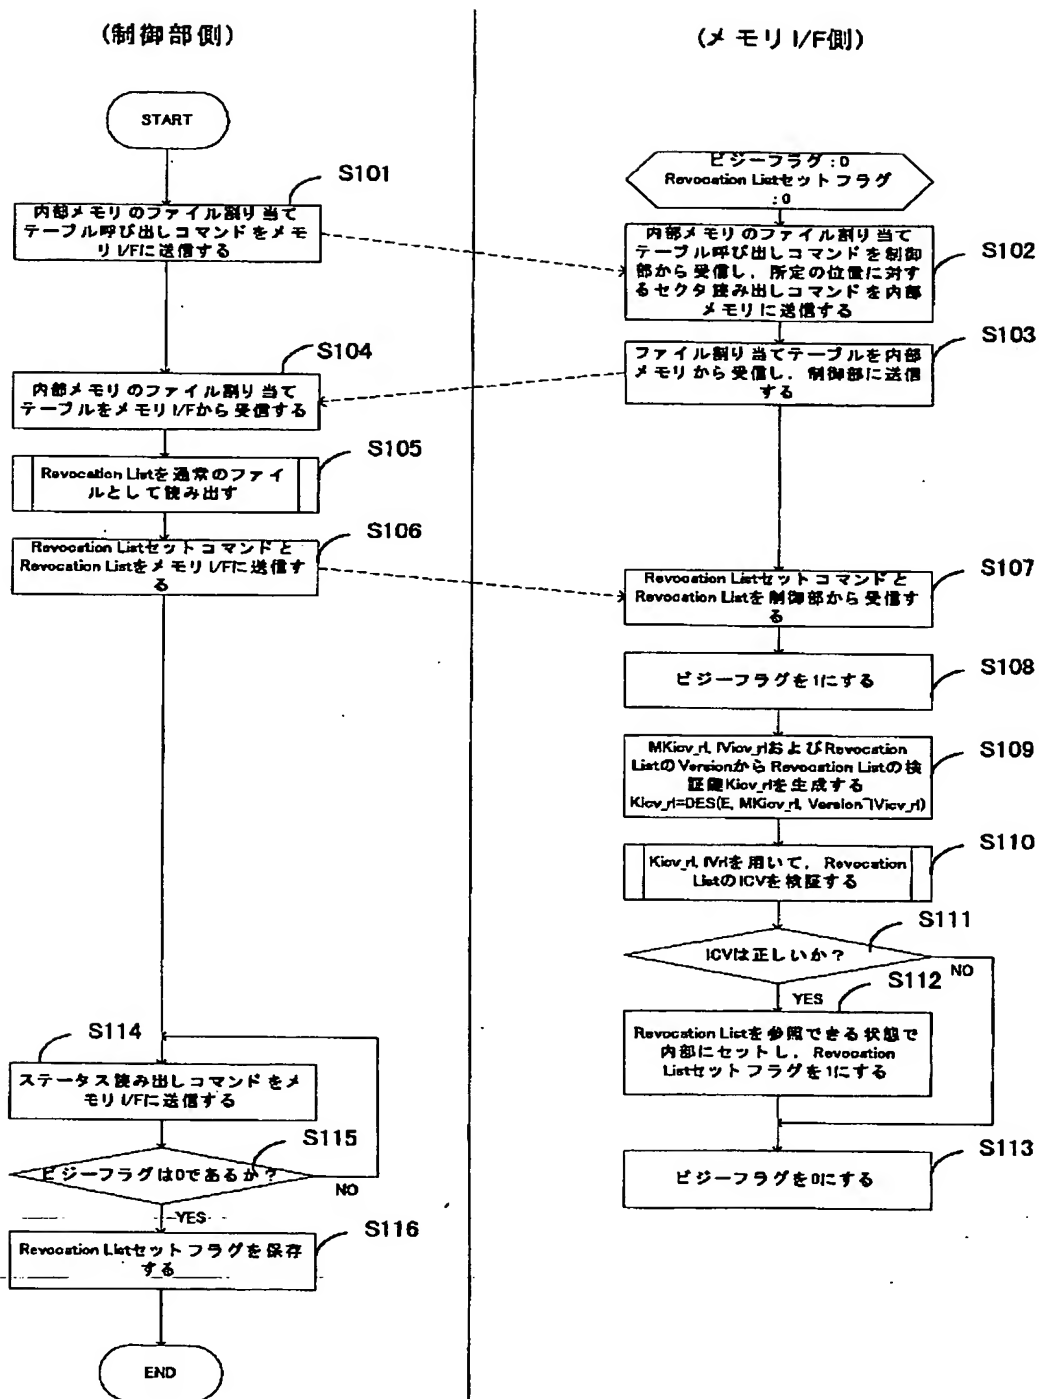 (制御部側)
START
S101
内部メモリのファイル割り当て
テーブル呼び出しコマンドをメモ
リI/Fに送信する
S104
内部メモリのファイル割り当て
テーブルをメモリI/Fから受信する
S105
Revocation Listを通常のファイ
ルとして読み出す
S106
Revocation Listセットコマンドと
Revocation ListをメモリI/Fに送信す
る
S114
ステータス読み出しコマンドをメ
モリI/Fに送信する
S115
ビジーフラグは0であるか?
NO
YES
S116
Revocation Listセットフラグを保存
する
END
(メモリI/F側)
ビジーフラグ:0
Revocation Listセットフラグ
:0
S102
内部メモリのファイル割り当て
テーブル呼び出しコマンドを制御
部から受信し、所定の位置に対す
るセクタ読み出しコマンドを内部
メモリに送信する
S103
ファイル割り当てテーブルを内部
メモリから受信し、制御部に送信
する
S107
Revocation Listセットコマンドと
Revocation Listを制御部から受信す
る
S108
ビジーフラグを1にする
S109
MKicv_rl, IVicv_rlおよびRevocation
ListのVersionからRevocation Listの検
証鍵Kicv_rlを生成する
Kicv_rl=DES(E, MKicv_rl, Version^IVicv_rl)
S110
Kicv_rl, IVrlを用いて、Revocation
ListのICVを検証する
S111
ICVは正しいか?
NO
YES
S112
Revocation Listを参照できる状態で
内部にセットし、Revocation
Listセットフラグを1にする
S113
ビジーフラグを0にする